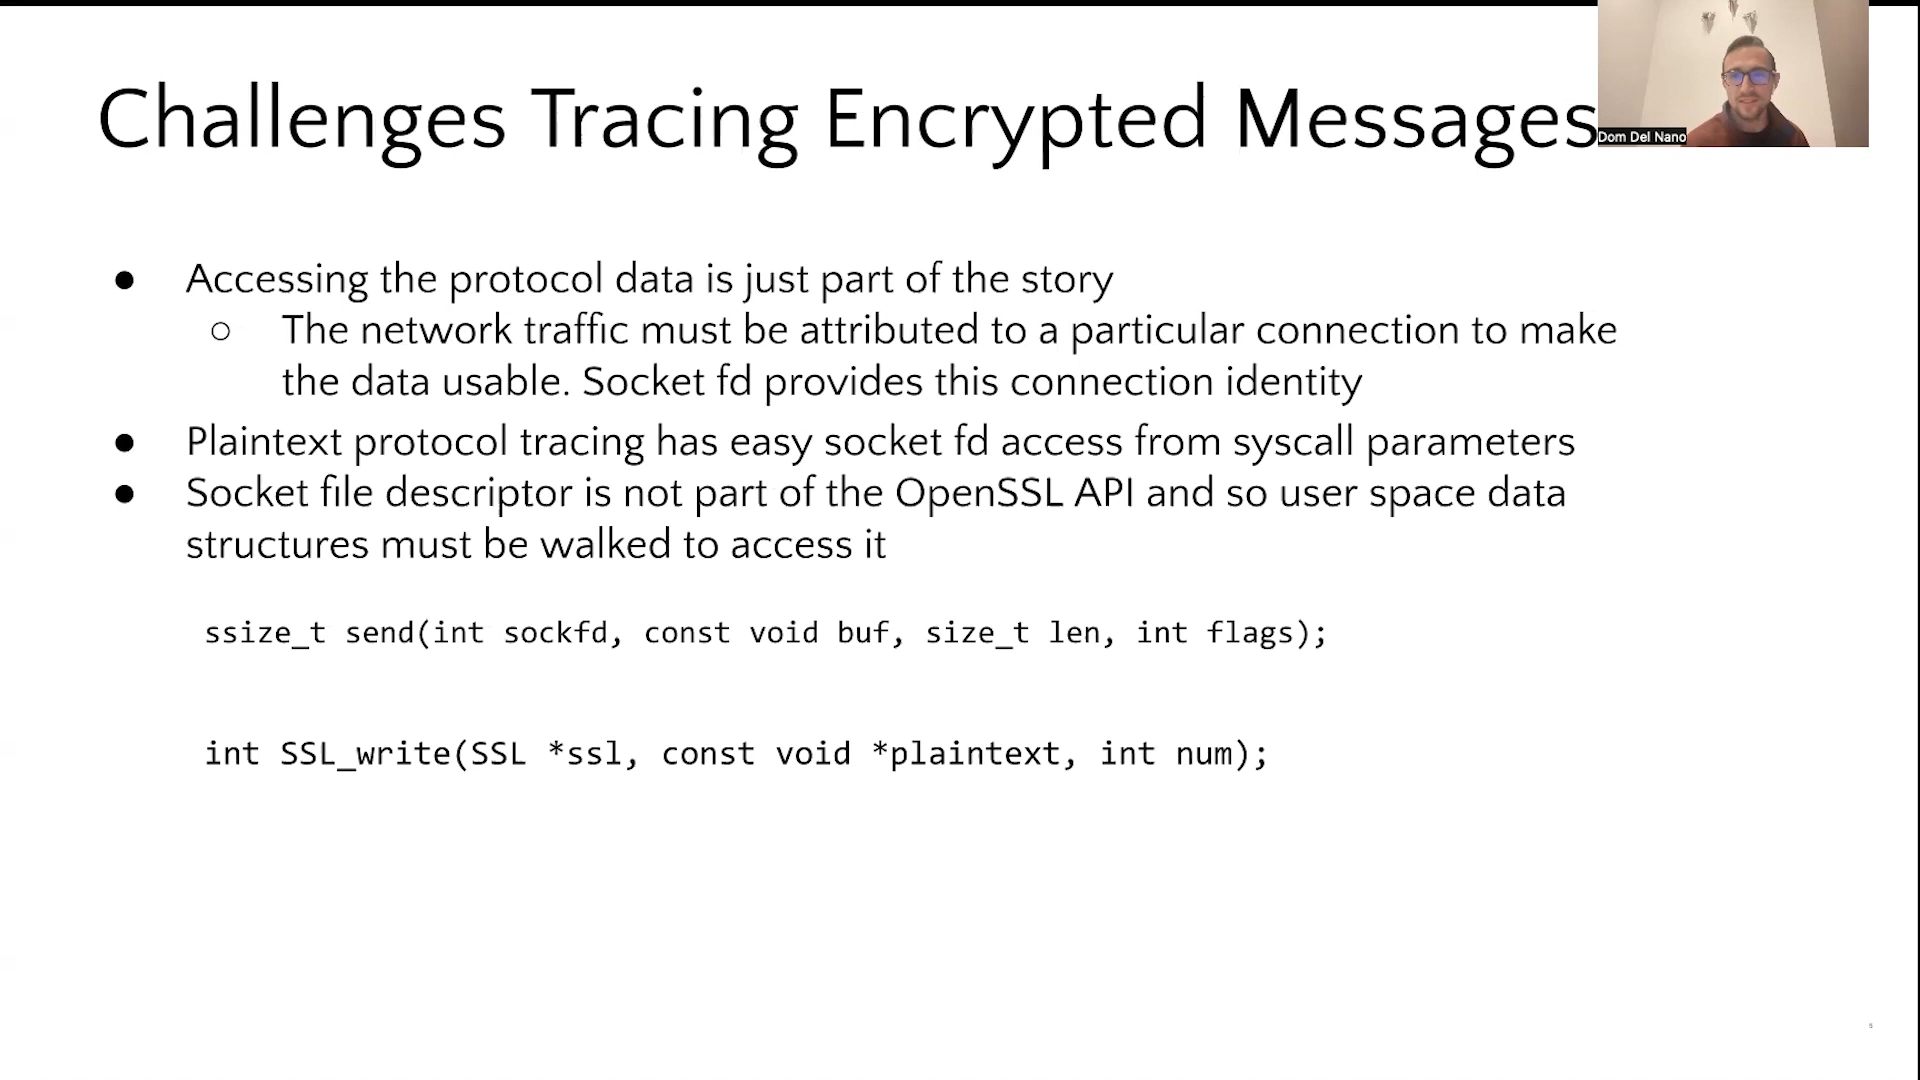 Challenges Tracing Encrypted Messages
Dom Del Nano
● Accessing the protocol data is just part of the story
○ The network traffic must be attributed to a particular connection to make
the data usable. Socket fd provides this connection identity
● Plaintext protocol tracing has easy socket fd access from syscall parameters
● Socket file descriptor is not part of the OpenSSL API and so user space data
structures must be walked to access it
ssize_t send(int sockfd, const void buf, size_t len, int flags);
int SSL_write(SSL *ssl, const void *plaintext, int num);